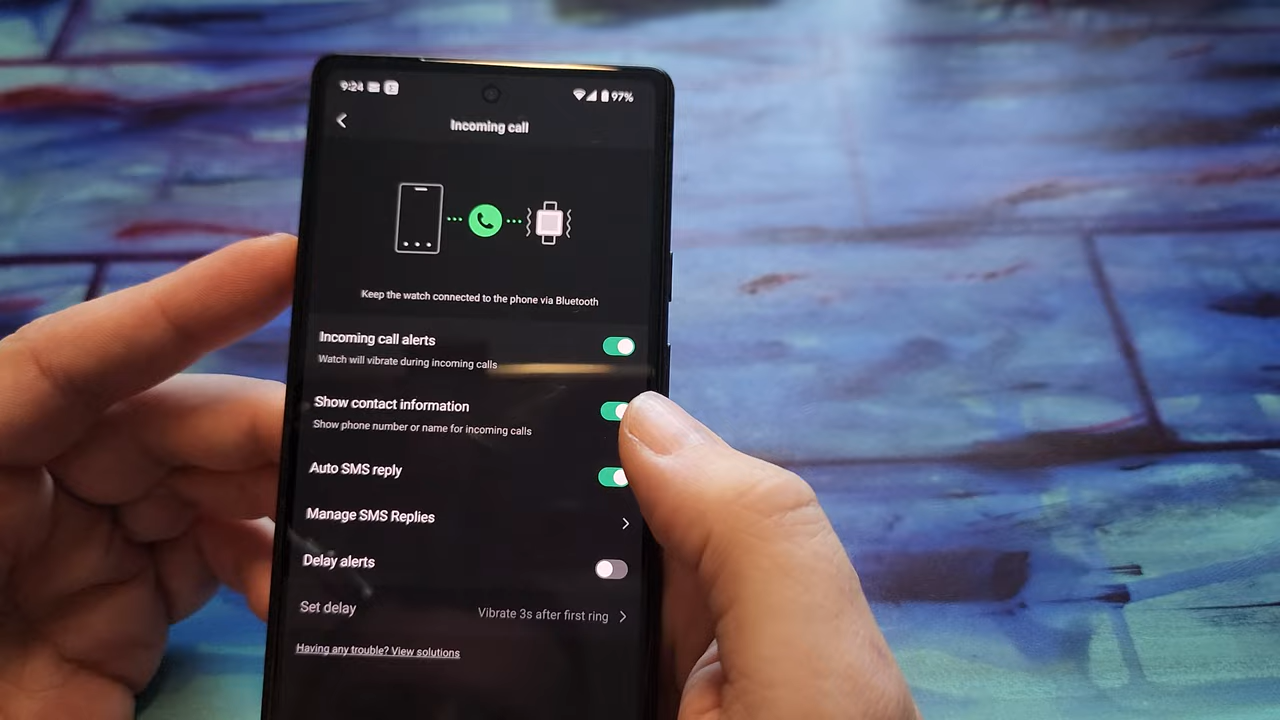 9:24 97%
Incoming call
Keep the watch connected to the phone via Bluetooth
Incoming call alerts
Watch will vibrate during incoming calls
Show contact information
Show phone number or name for incoming calls
Auto SMS reply
Manage SMS Replies
Delay alerts
Set delay Vibrate 3s after first ring
Having any trouble? View solutions